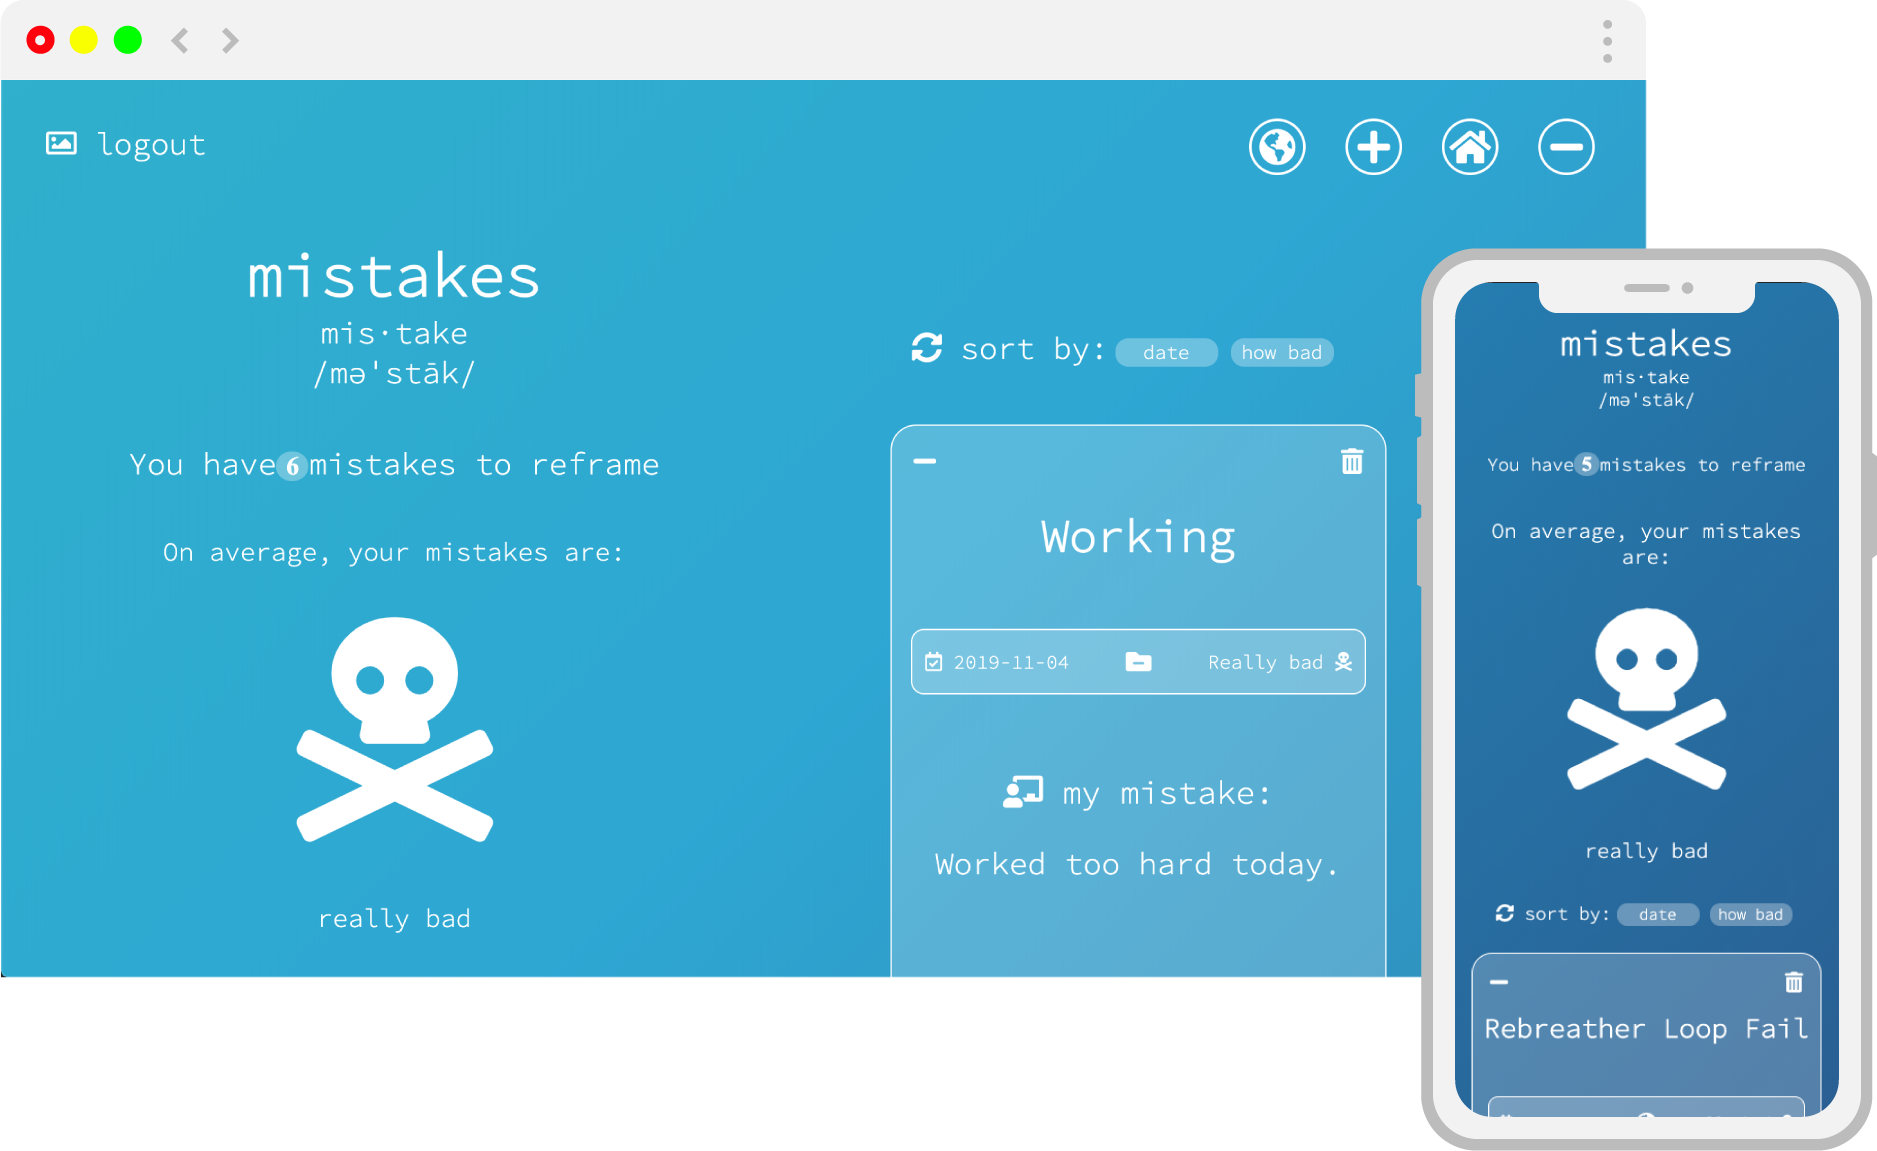 logout
mistakes
mis·take
/mə'stāk/
You have 6 mistakes to reframe
On average, your mistakes are:
really bad
sort by: date how bad
Working
2019-11-04 Really bad
my mistake:
Worked too hard today.
mistakes
mis·take
/mə'stāk/
You have 5 mistakes to reframe
On average, your mistakes
are:
really bad
sort by: date how bad
Rebreather Loop Fail